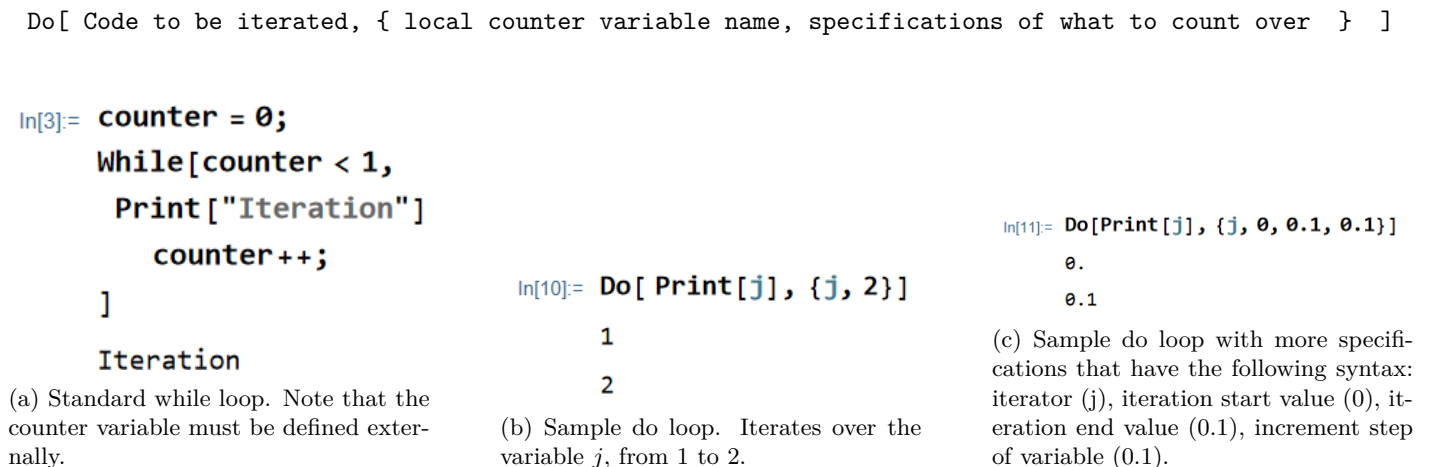 Do[ Code to be iterated, { local counter variable name, specifications of what to count over } ]
In[3]:= counter = 0;
While[counter < 1,
Print["Iteration"]
counter++;
]
Iteration
(a) Standard while loop. Note that the
counter variable must be defined exter-
nally.
In[10]:= Do[ Print[j], {j, 2}]
1
2
(b) Sample do loop. Iterates over the
variable j, from 1 to 2.
In[11]:= Do[Print[j], {j, 0, 0.1, 0.1}]
0.
0.1
(c) Sample do loop with more specifi-
cations that have the following syntax:
iterator (j), iteration start value (0), it-
eration end value (0.1), increment step
of variable (0.1).